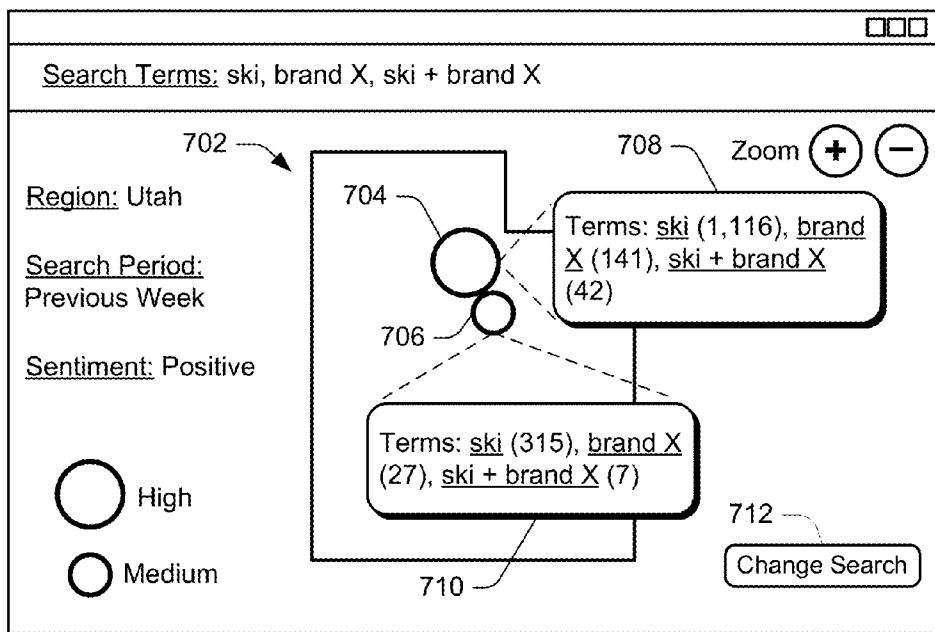 Search Terms: ski, brand X, ski + brand X
702
708
Zoom + −
Region: Utah
704
Terms: ski (1,116), brand
X (141), ski + brand X
(42)
Search Period:
Previous Week
706
Sentiment: Positive
Terms: ski (315), brand X
(27), ski + brand X (7)
High
712
Medium
710
Change Search